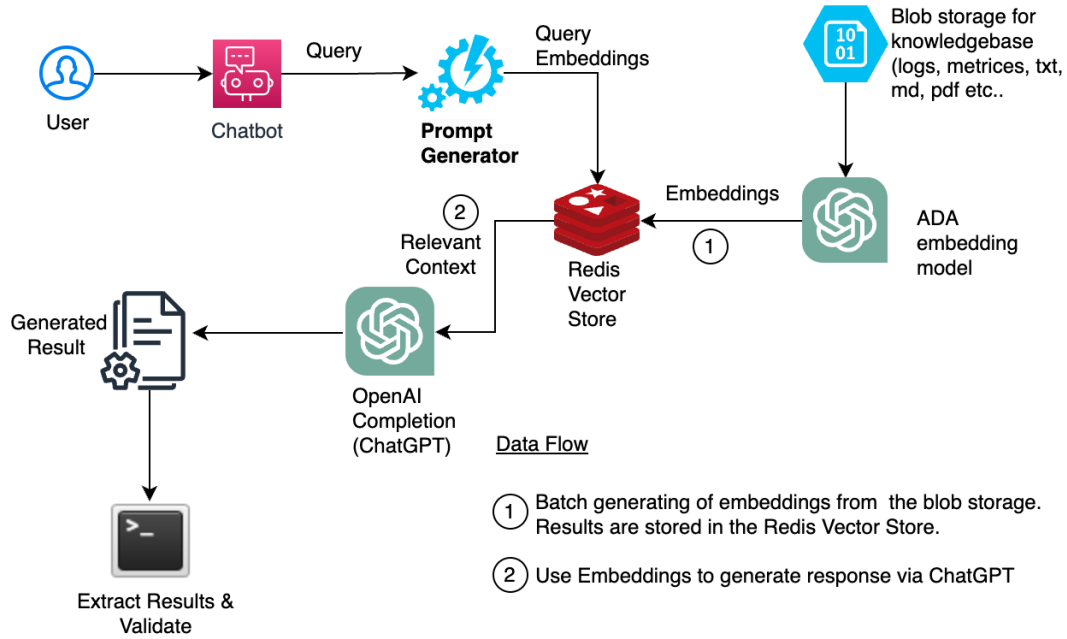 User
Chatbot
Query
Prompt
Generator
Query
Embeddings
10
01
Blob storage for
knowledgebase
(logs, metrices, txt,
md, pdf etc..
ADA
embedding
model
Embeddings
1
Redis
Vector
Store
2
Relevant
Context
OpenAI
Completion
(ChatGPT)
Generated
Result
>_
Extract Results &
Validate
Data Flow
1
Batch generating of embeddings from  the blob storage.
Results are stored in the Redis Vector Store.
2
Use Embeddings to generate response via ChatGPT